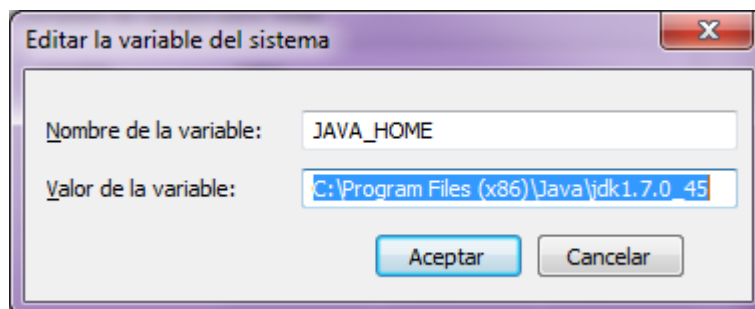 Editar la variable del sistema
Nombre de la variable: JAVA_HOME
Valor de la variable: C:\Program Files (x86)\Java\jdk1.7.0_45
Aceptar Cancelar